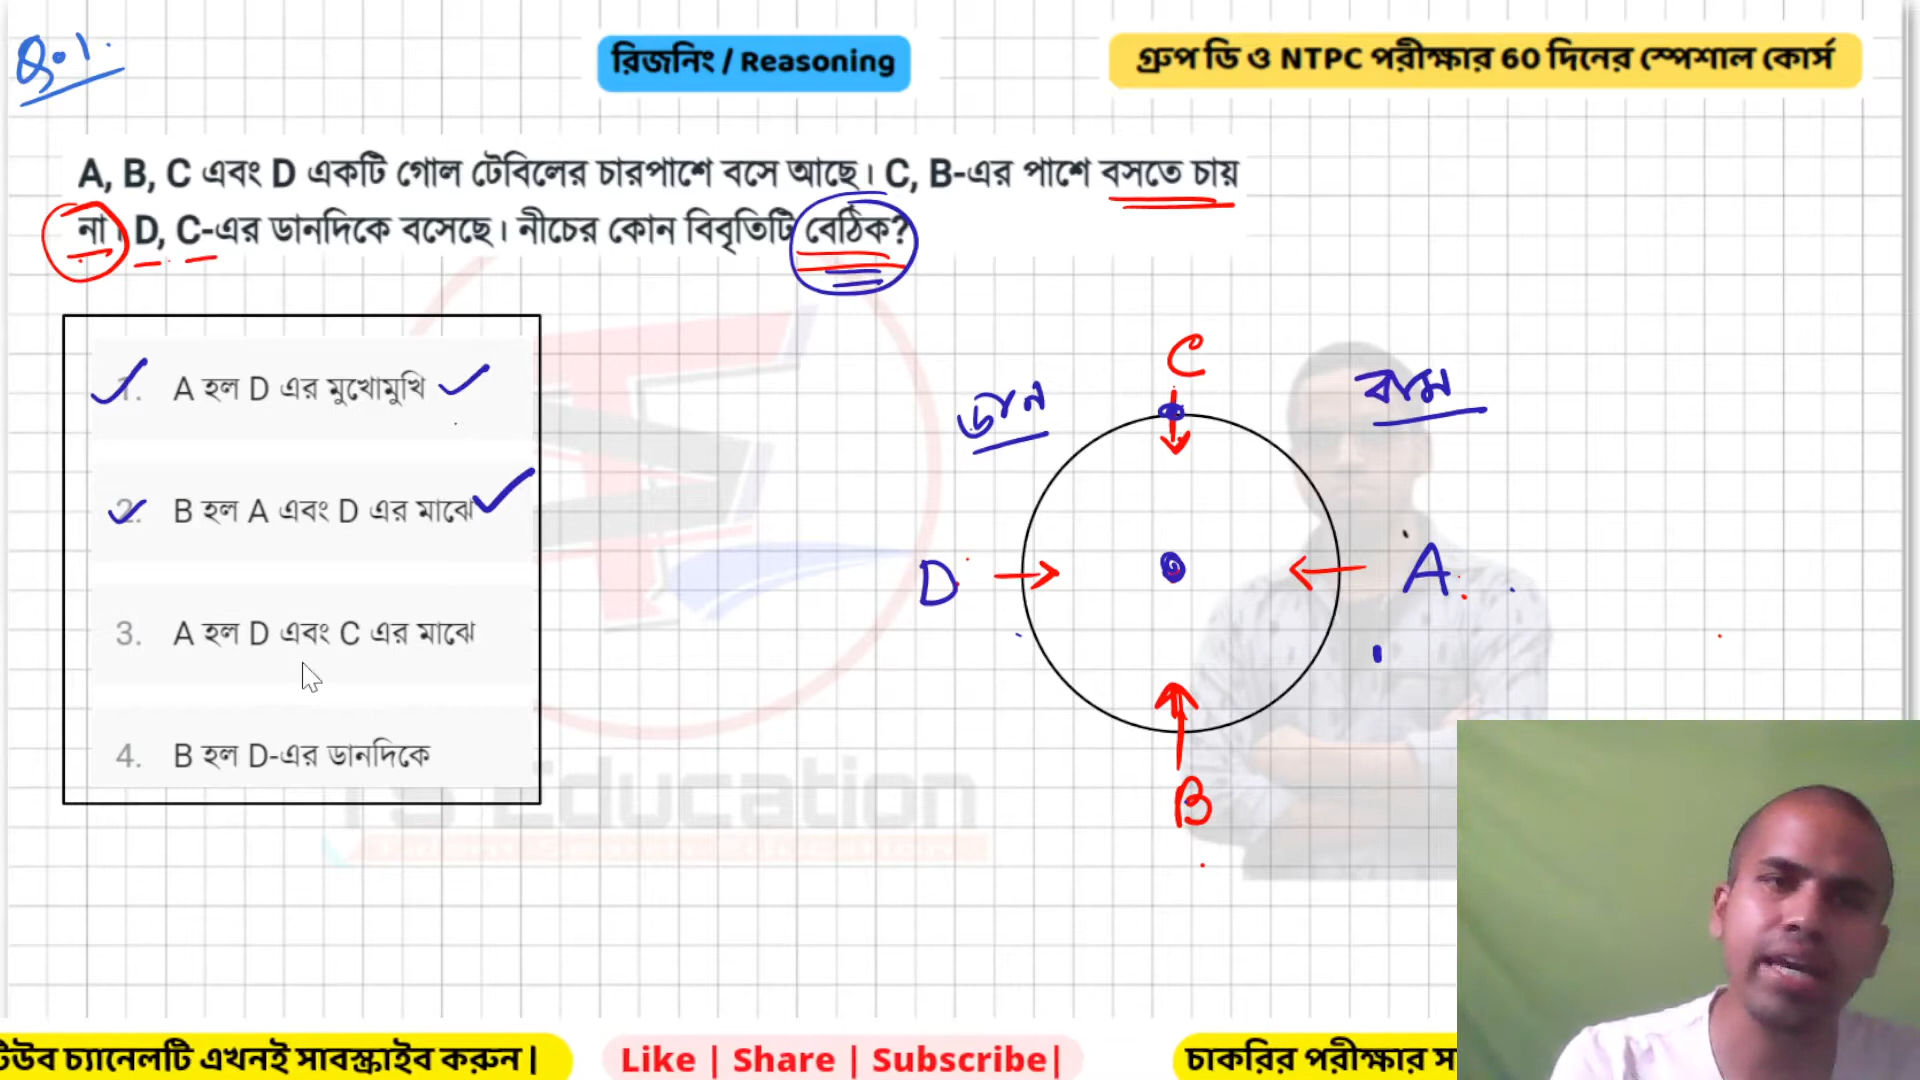 Q.1.
রিজনিং / Reasoning
গ্রুপ ডি ও NTPC পরীক্ষার 60 দিনের স্পেশাল কোর্স
A, B, C এবং D একটি গোল টেবিলের চারপাশে বসে আছে। C, B-এর পাশে বসতে চায়
না। D, C-এর ডানদিকে বসেছে। নীচের কোন বিবৃতিটি বেঠিক?
1. A হল D এর মুখোমুখি
2. B হল A এবং D এর মাঝে
3. A হল D এবং C এর মাঝে
4. B হল D-এর ডানদিকে
C
ডান
বাম
D
A
B
TS Education
টিউব চ্যানেলটি এখনই সাবস্ক্রাইব করুন |
Like | Share | Subscribe|
চাকরির পরীক্ষার